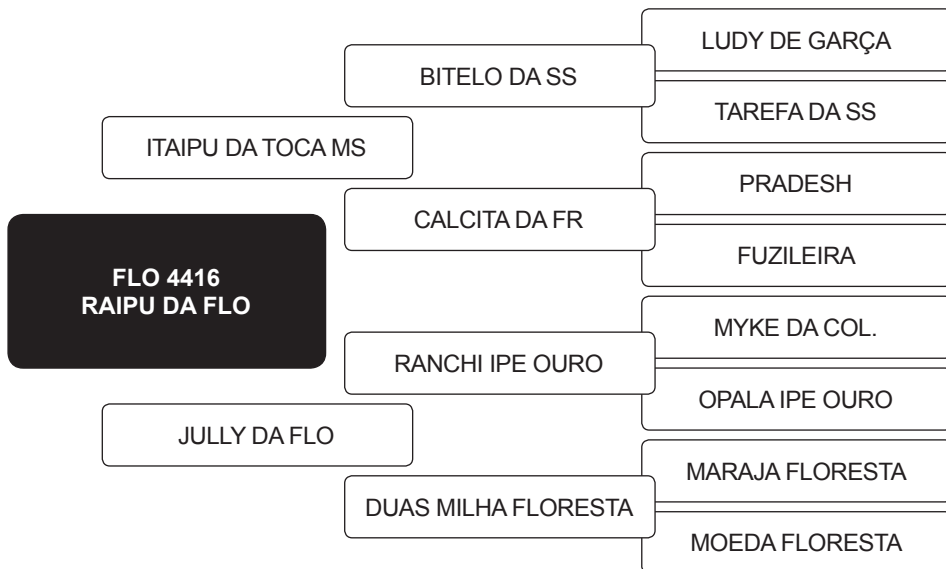 LUDY DE GARÇA
BITELO DA SS
TAREFA DA SS
ITAIPU DA TOCA MS
PRADESH
CALCITA DA FR
FUZILEIRA
FLO 4416
RAIPU DA FLO
MYKE DA COL.
RANCHI IPE OURO
OPALA IPE OURO
JULLY DA FLO
MARAJA FLORESTA
DUAS MILHA FLORESTA
MOEDA FLORESTA